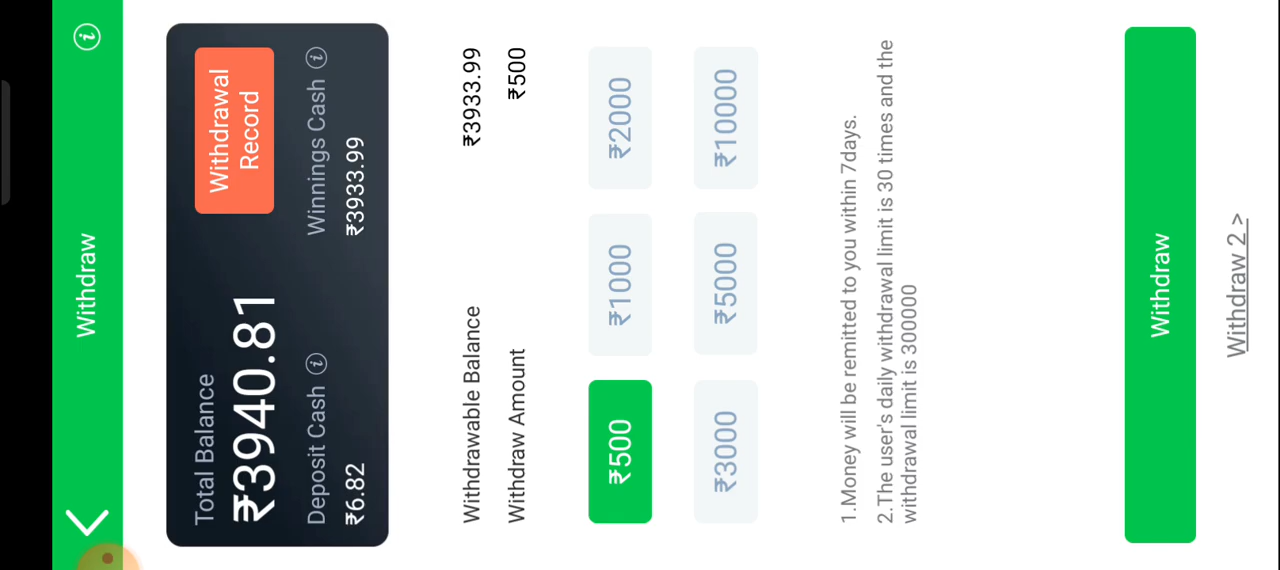 Withdraw
Total Balance
₹3940.81
Withdrawal
Record
Deposit Cash
Winnings Cash
₹6.82
₹3933.99
Withdrawable Balance ₹3933.99
Withdraw Amount ₹500
₹500 ₹1000 ₹2000
₹3000 ₹5000 ₹10000
1.Money will be remitted to you within 7days.
2.The user's daily withdrawal limit is 30 times and the
withdrawal limit is 300000
Withdraw
Withdraw 2 >